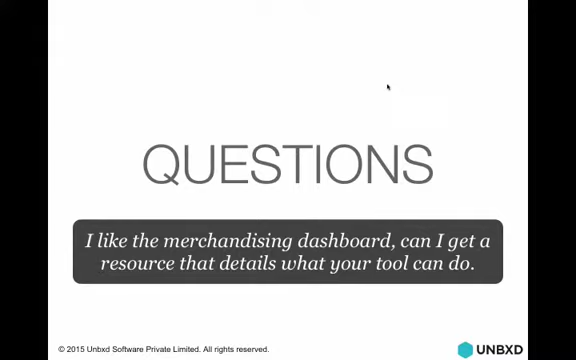 QUESTIONS
I like the merchandising dashboard, can I get a
resource that details what your tool can do.
© 2015 Unbxd Software Private Limited. All rights reserved.
UNBXD